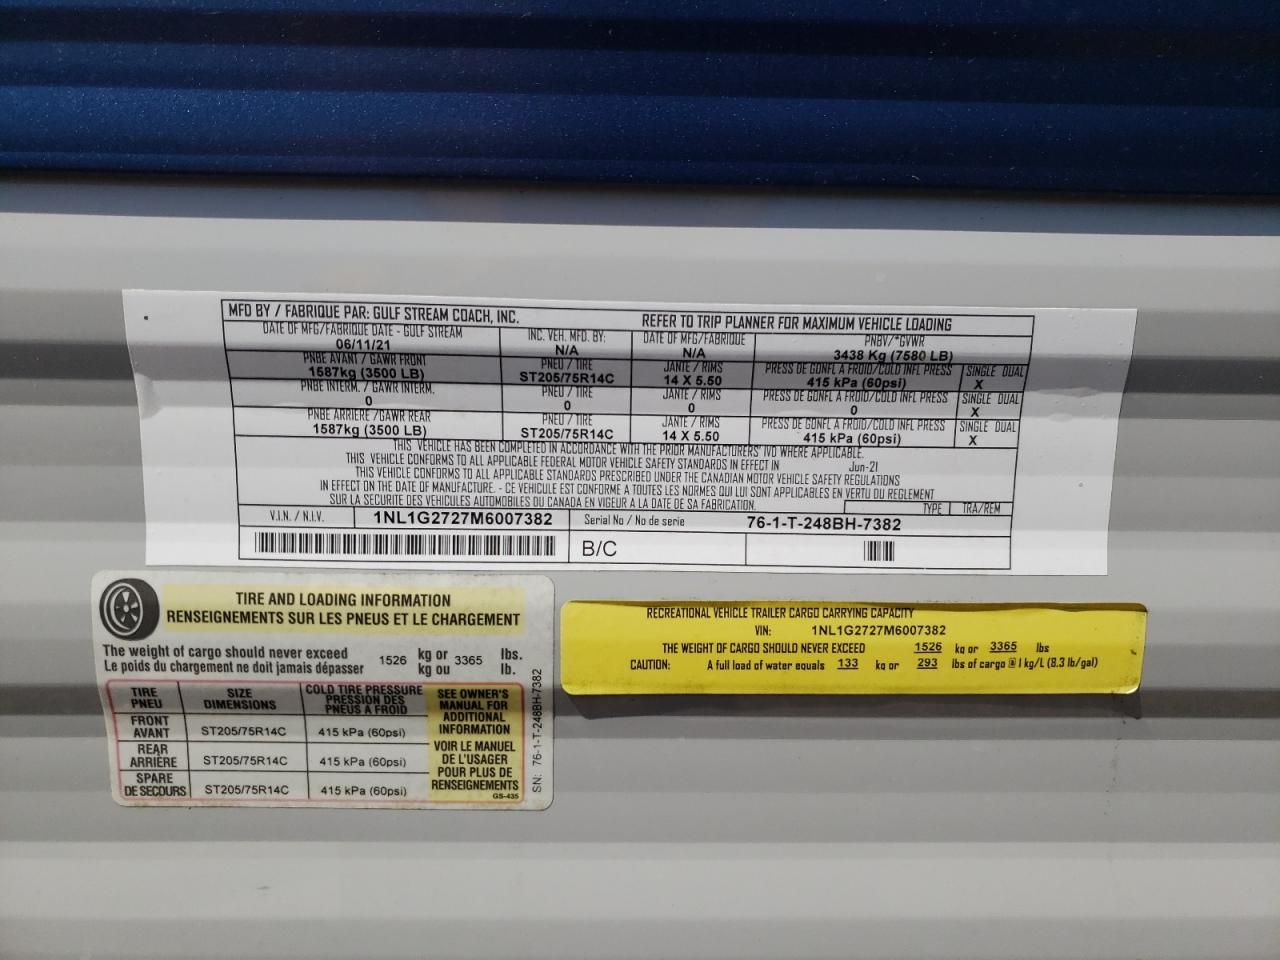 MFD BY / FABRIQUE PAR: GULF STREAM COACH, INC. REFER TO TRIP PLANNER FOR MAXIMUM VEHICLE LOADING
DATE OF MFG/FABRIQUE DATE - GULF STREAM INC. VEH. MFD. BY: DATE OF MFG/FABRIQUE PNBV/*GVWR
06/11/21 N/A N/A 3438 Kg (7580 LB)
PNBE AVANT / GAWR FRONT PNEU / TIRE JANTE / RIMS PRESS DE GONFL A FROID/COLD INFL PRESS SINGLE DUAL
1587kg (3500 LB) ST205/75R14C 14 X 5.50 415 kPa (60psi) X
PNBE INTERM. / GAWR INTERM. PNEU / TIRE JANTE / RIMS PRESS DE GONFL A FROID/COLD INFL PRESS SINGLE DUAL
0 0 0 0 X
PNBE ARRIERE /GAWR REAR PNEU / TIRE JANTE / RIMS PRESS DE GONFL A FROID/COLD INFL PRESS SINGLE DUAL
1587kg (3500 LB) ST205/75R14C 14 X 5.50 415 kPa (60psi) X
THIS VEHICLE HAS BEEN COMPLETED IN ACCORDANCE WITH THE PRIOR MANUFACTURERS' IVD WHERE APPLICABLE.
THIS VEHICLE CONFORMS TO ALL APPLICABLE FEDERAL MOTOR VEHICLE SAFETY STANDARDS IN EFFECT IN Jun-21
THIS VEHICLE CONFORMS TO ALL APPLICABLE STANDARDS PRESCRIBED UNDER THE CANADIAN MOTOR VEHICLE SAFETY REGULATIONS
IN EFFECT ON THE DATE OF MANUFACTURE. - CE VEHICULE EST CONFORME A TOUTES LES NORMES QUI LUI SONT APPLICABLES EN VERTU DU REGLEMENT
SUR LA SECURITE DES VEHICULES AUTOMOBILES DU CANADA EN VIGEUR A LA DATE DE SA FABRICATION.
TYPE TRA/REM
V.I.N. / N.I.V. 1NL1G2727M6007382 Serial No / No de serie 76-1-T-248BH-7382
B/C
TIRE AND LOADING INFORMATION
RENSEIGNEMENTS SUR LES PNEUS ET LE CHARGEMENT
The weight of cargo should never exceed 1526 kg or 3365 lbs.
Le poids du chargement ne doit jamais dépasser kg ou lb.
TIRE SIZE COLD TIRE PRESSURE
PNEU DIMENSIONS PRESSION DES PNEUS A FROID
FRONT
AVANT ST205/75R14C 415 kPa (60psi)
REAR
ARRIÈRE ST205/75R14C 415 kPa (60psi)
SPARE
DE SECOURS ST205/75R14C 415 kPa (60psi)
SEE OWNER'S
MANUAL FOR
ADDITIONAL
INFORMATION
VOIR LE MANUEL
DE L'USAGER
POUR PLUS DE
RENSEIGNEMENTS
GS-435
SN: 76-1-T-248BH-7382
RECREATIONAL VEHICLE TRAILER CARGO CARRYING CAPACITY
VIN: 1NL1G2727M6007382
THE WEIGHT OF CARGO SHOULD NEVER EXCEED 1526 kg or 3365 lbs
CAUTION: A full load of water equals 133 kg or 293 lbs of cargo @ 1 kg/L (8.3 lb/gal)